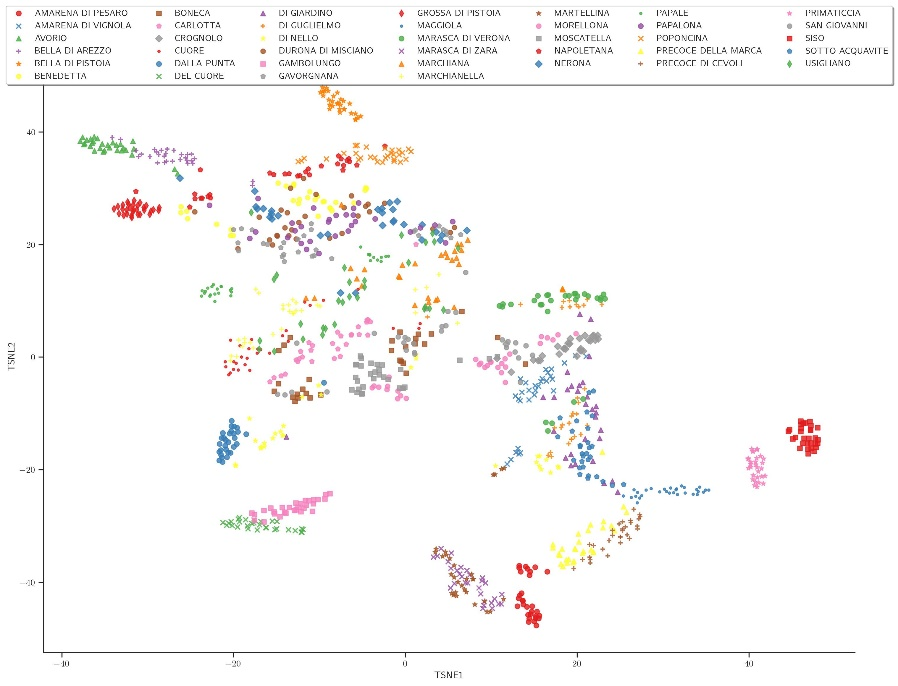 AMARENA DI PESARO BONECA DI GIARDINO GROSSA DI PISTOIA MARTELLINA PAPALE PRIMATICCIA
AMARENA DI VIGNOLA CARLOTTA DI GUGLIELMO MAGGIOLA MORELLONA PAPALONA SAN GIOVANNI
AVORIO CROGNOLO DI NELLO MARASCA DI VERONA MOSCATELLA POPONCINA SISO
BELLA DI AREZZO CUORE DURONA DI MISCIANO MARASCA DI ZARA NAPOLETANA PRECOCE DELLA MARCA SOTTO ACQUAVITE
BELLA DI PISTOIA DALLA PUNTA GAMBOLUNGO MARCHIANA NERONA PRECOCE DI CEVOLI USIGLIANO
BENEDETTA DEL CUORE GAVORGNANA MARCHIANELLA
40
20
0
−20
−40
TSNE2
−40 −20 0 20 40
TSNE1